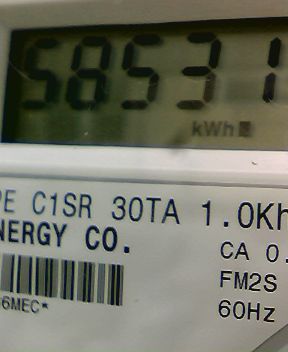 58531
kWh
PE C1SR 30TA 1.0Kh
NERGY CO.
CA 0.
FM2S
6MEC*
60Hz